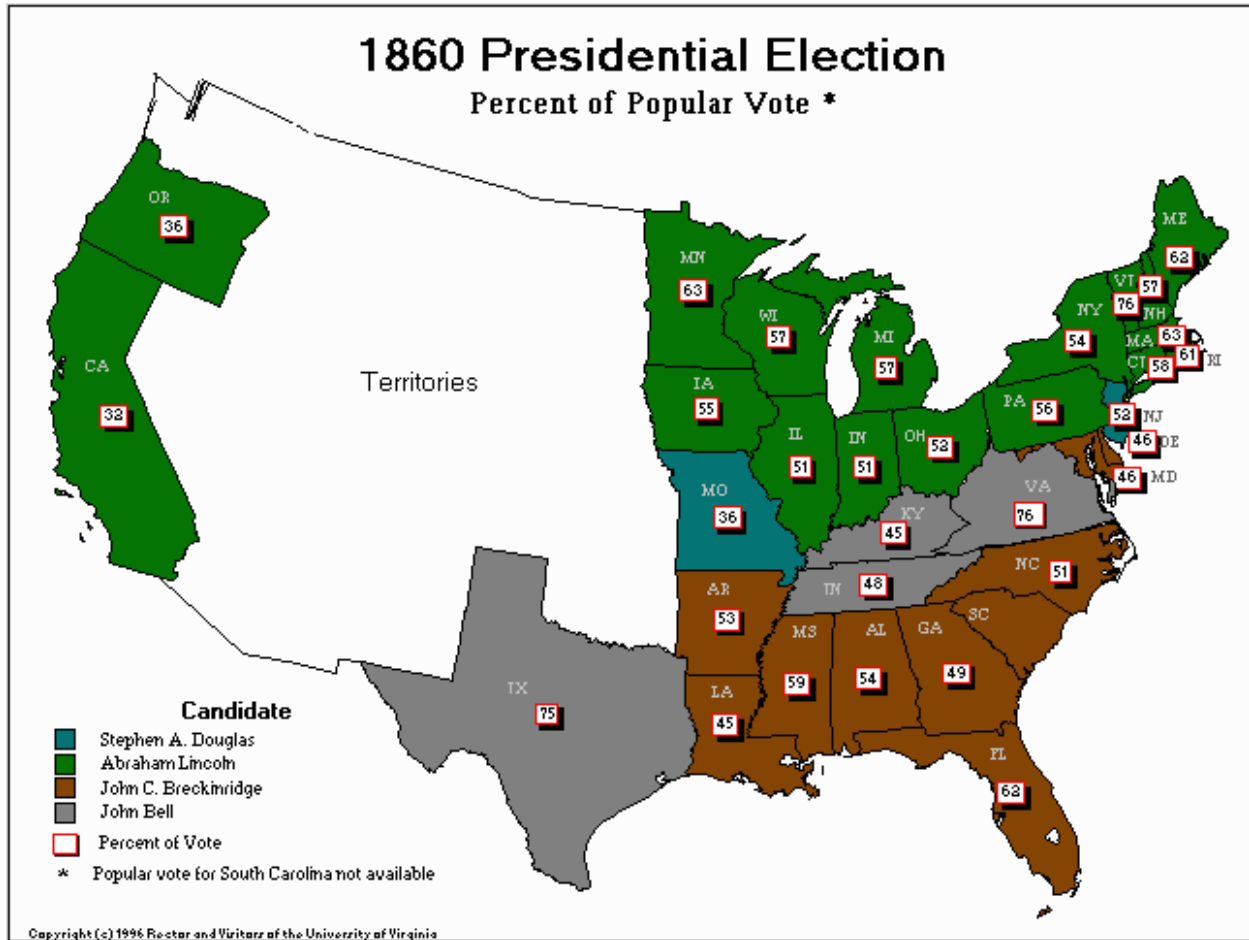 1860 Presidential Election
Percent of Popular Vote *
OR
36
CA
32
Territories
MN
63
WI
57
MI
57
IA
55
IL
51
IN
51
OH
52
PA
56
NY
54
ME
62
VT
76
57
NH
MA
63
CT
58
61
RI
52
NJ
46
DE
46
MD
MO
36
KY
45
VA
76
TN
48
NC
51
SC
AR
53
MS
59
AL
54
GA
49
LA
45
TX
75
FL
62
Candidate
Stephen A. Douglas
Abraham Lincoln
John C. Breckinridge
John Bell
Percent of Vote
* Popular vote for South Carolina not available
Copyright (c) 1996 Rector and Visitors of the University of Virginia